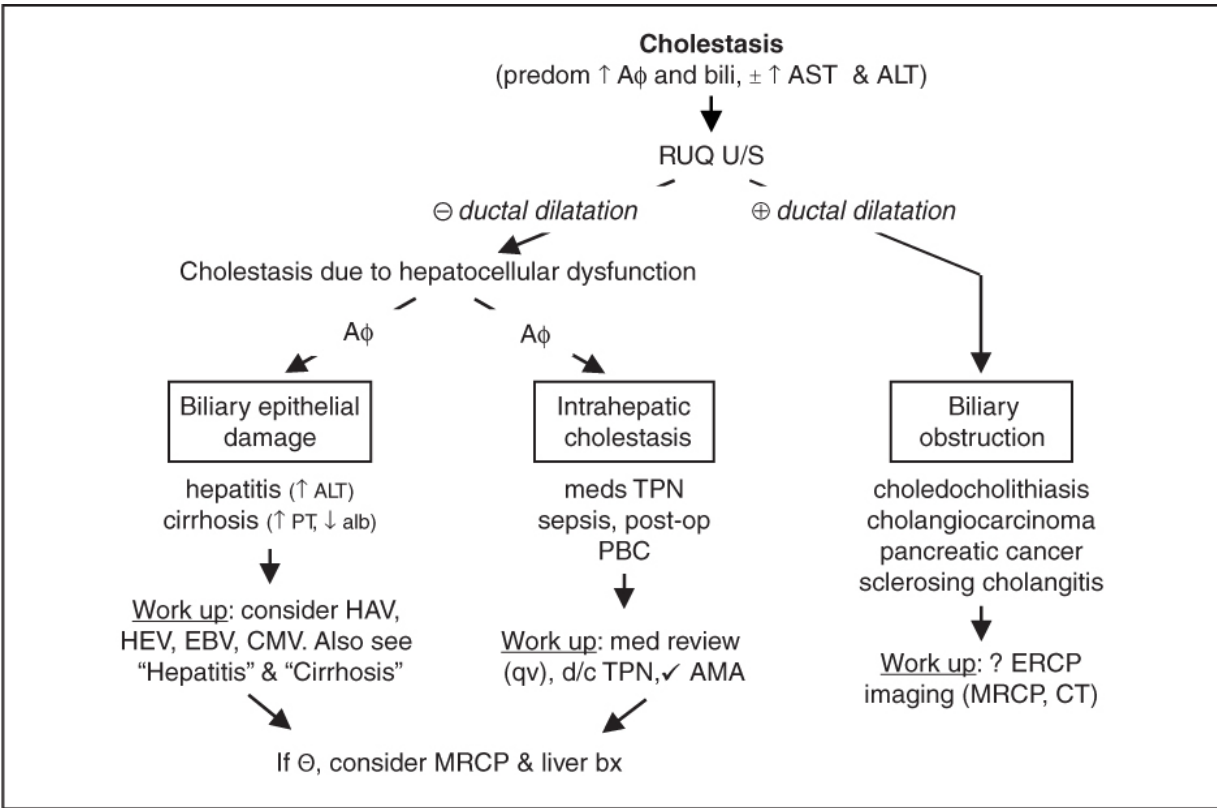 Cholestasis
(predom ↑ Aϕ and bili, ± ↑ AST & ALT)
RUQ U/S
⊖ ductal dilatation
⊕ ductal dilatation
Cholestasis due to hepatocellular dysfunction
Aϕ
Aϕ
Biliary epithelial
damage
hepatitis (↑ ALT)
cirrhosis (↑ PT, ↓ alb)
Work up: consider HAV,
HEV, EBV, CMV. Also see
“Hepatitis” & “Cirrhosis”
Intrahepatic
cholestasis
meds TPN
sepsis, post-op
PBC
Work up: med review
(qv), d/c TPN,✓ AMA
Biliary
obstruction
choledocholithiasis
cholangiocarcinoma
pancreatic cancer
sclerosing cholangitis
Work up: ? ERCP
imaging (MRCP, CT)
If Θ, consider MRCP & liver bx